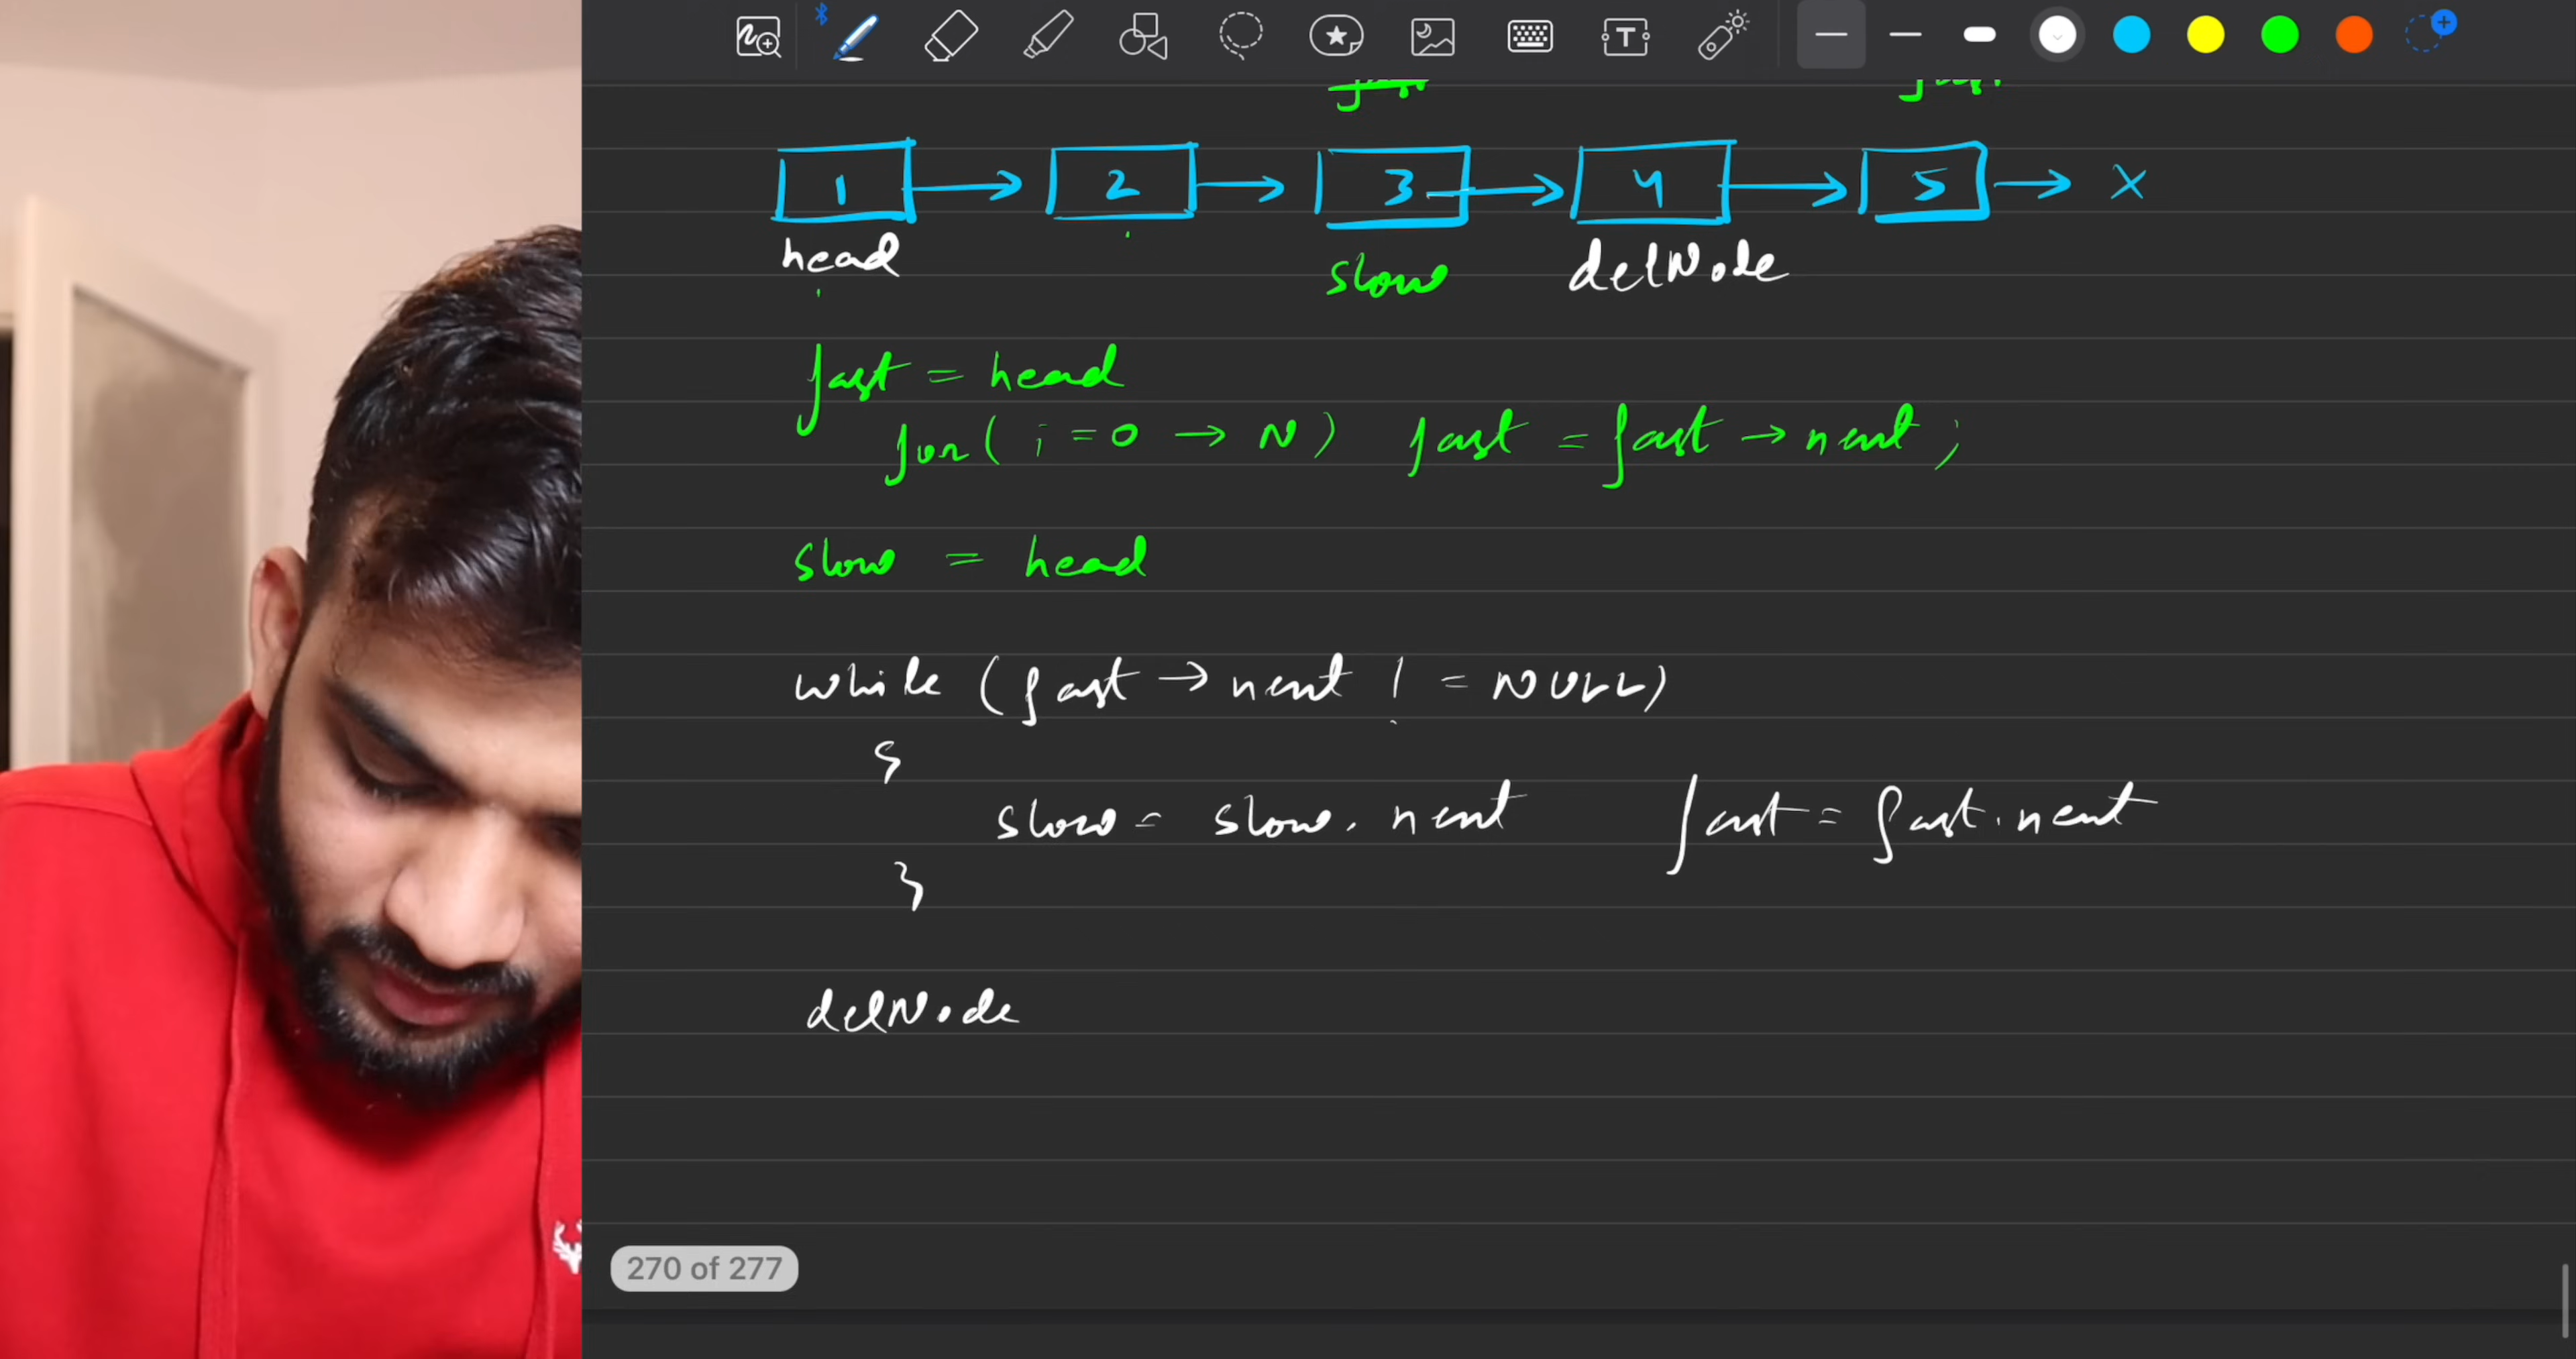 1 → 2 → 3 → 4 → 5 → X
head slow delNode
fast = head
for ( i = 0 → N ) fast = fast → next ;
slow = head
while ( fast → next ! = NULL)
{
slow = slow . next fast = fast . next
}
delNode
270 of 277